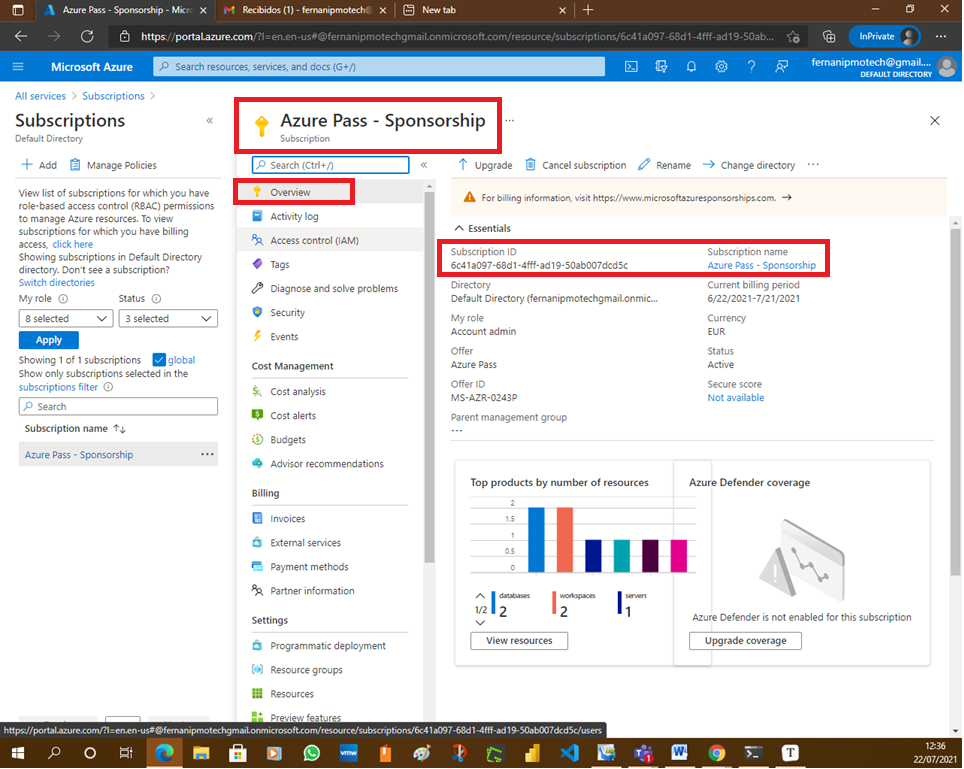 Azure Pass - Sponsorship - Micro
Recibidos (1) - fernanipmotech@
New tab
https://portal.azure.com/?l=en.en-us#@fernanipmotechgmail.onmicrosoft.com/resource/subscriptions/6c41a097-68d1-4fff-ad19-50ab...
InPrivate
Microsoft Azure
Search resources, services, and docs (G+/)
fernanipmotech@gmail....
DEFAULT DIRECTORY
All services > Subscriptions >
Subscriptions
Default Directory
Add
Manage Policies
View list of subscriptions for which you have
role-based access control (RBAC) permissions
to manage Azure resources. To view
subscriptions for which you have billing
access, click here
Showing subscriptions in Default Directory
directory. Don't see a subscription?
Switch directories
My role
Status
8 selected
3 selected
Apply
Showing 1 of 1 subscriptions
global
Show only subscriptions selected in the
subscriptions filter
Search
Subscription name
Azure Pass - Sponsorship
Azure Pass - Sponsorship
Subscription
Search (Ctrl+/)
Overview
Activity log
Access control (IAM)
Tags
Diagnose and solve problems
Security
Events
Cost Management
Cost analysis
Cost alerts
Budgets
Advisor recommendations
Billing
Invoices
External services
Payment methods
Partner information
Settings
Programmatic deployment
Resource groups
Resources
Preview features
Upgrade
Cancel subscription
Rename
Change directory
For billing information, visit https://www.microsoftazuresponsorships.com.
Essentials
Subscription ID
6c41a097-68d1-4fff-ad19-50ab007dcd5c
Subscription name
Azure Pass - Sponsorship
Directory
Default Directory (fernanipmotechgmail.onmic...
Current billing period
6/22/2021-7/21/2021
My role
Account admin
Currency
EUR
Offer
Azure Pass
Status
Active
Offer ID
MS-AZR-0243P
Secure score
Not available
Parent management group
---
Top products by number of resources
2
1.5
1
0.5
0
1/2
databases
2
workspaces
2
servers
1
View resources
Azure Defender coverage
Azure Defender is not enabled for this subscription
Upgrade coverage
https://portal.azure.com/?l=en.en-us#@fernanipmotechgmail.onmicrosoft.com/resource/subscriptions/6c41a097-68d1-4fff-ad19-50ab007dcd5c/users
vmw
1
W
T
12:36
22/07/2021